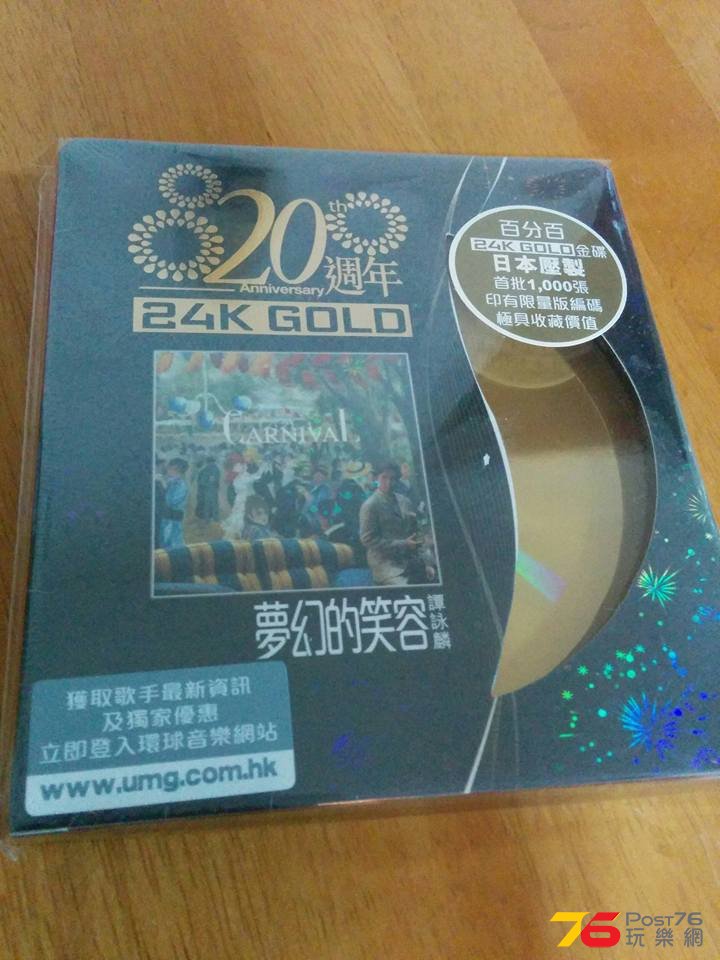 20th週年
Anniversary
24K GOLD
百分百
24K GOLD金碟
日本壓製
首批1,000張
印有限量版編碼
極具收藏價值
CARNIVAL
夢幻的笑容
譚詠麟
獲取歌手最新資訊
及獨家優惠
立即登入環球音樂網站
www.umg.com.hk
76 POST76
玩樂網